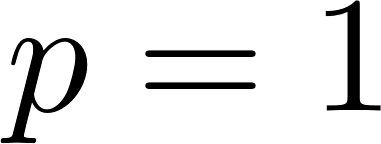 p = 1